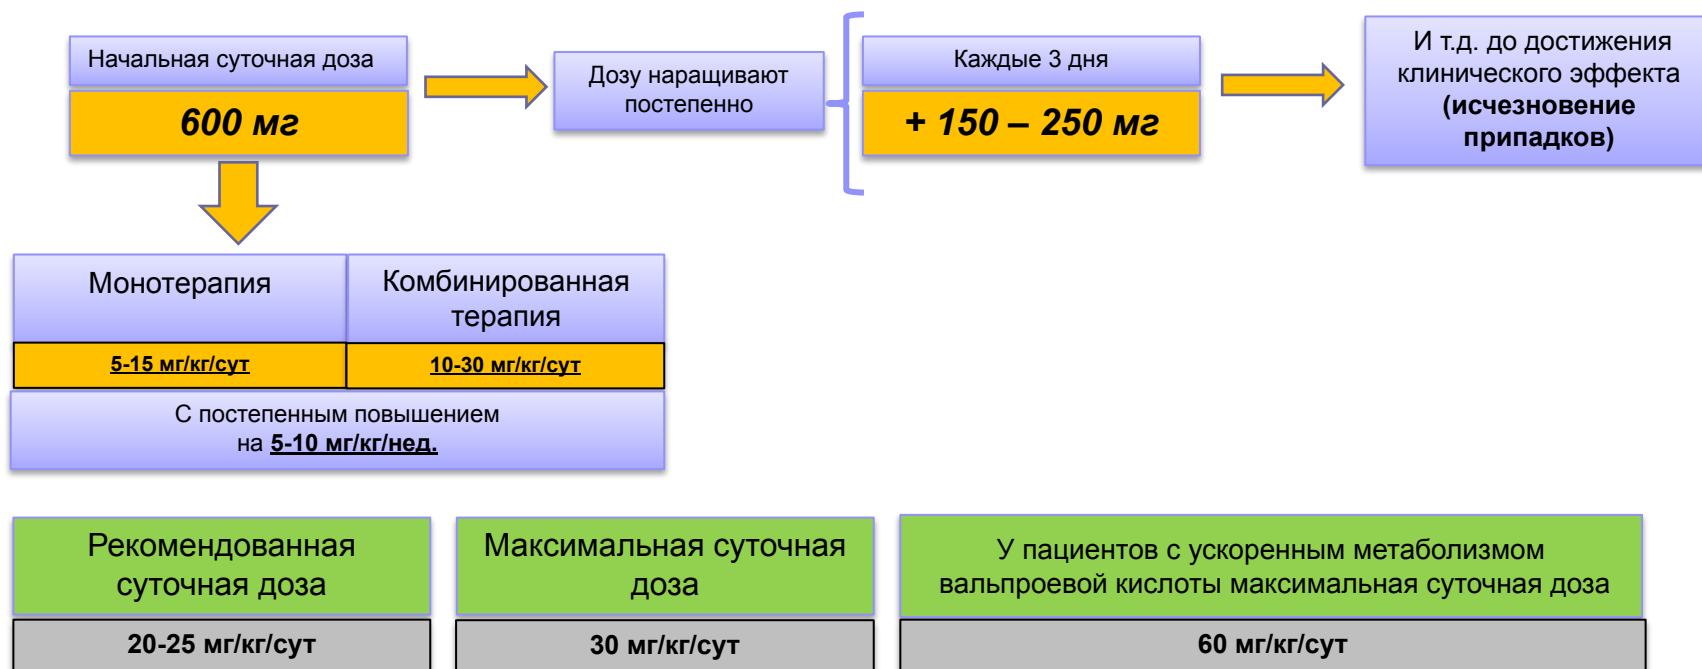 Начальная суточная доза
600 мг
Дозу наращивают
постепенно
Каждые 3 дня
+ 150 – 250 мг
И т.д. до достижения
клинического эффекта
(исчезновение
припадков)
Монотерапия
Комбинированная
терапия
5-15 мг/кг/сут
10-30 мг/кг/сут
С постепенным повышением
на 5-10 мг/кг/нед.
Рекомендованная
суточная доза
20-25 мг/кг/сут
Максимальная суточная
доза
30 мг/кг/сут
У пациентов с ускоренным метаболизмом
вальпроевой кислоты максимальная суточная доза
60 мг/кг/сут